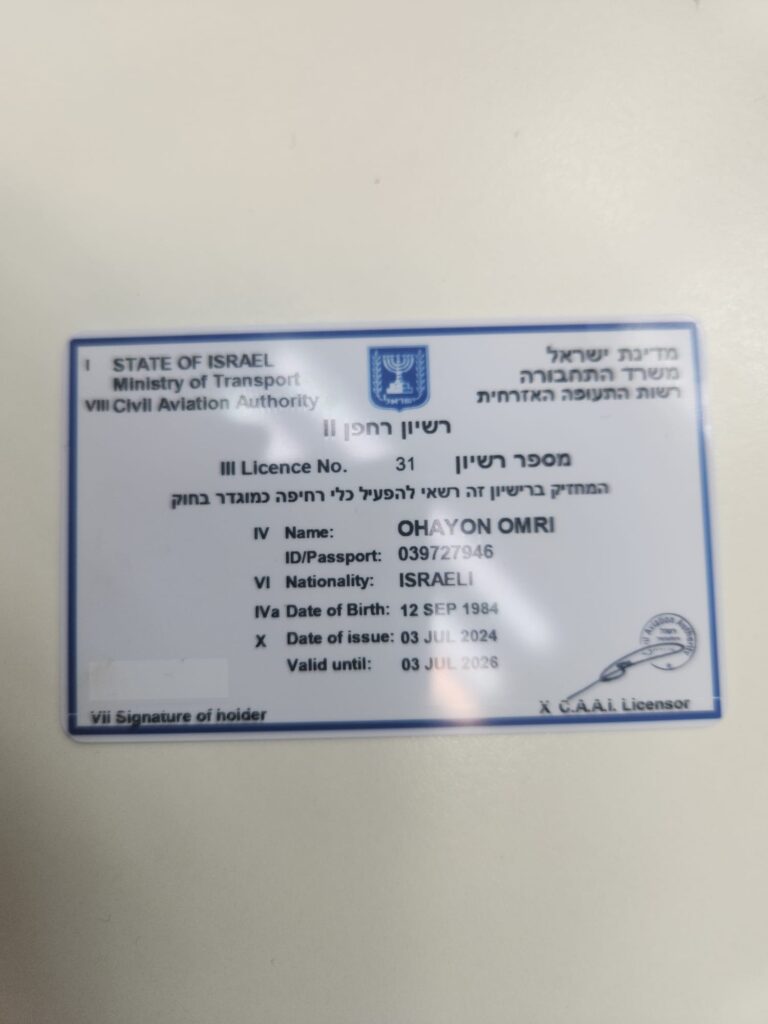 I STATE OF ISRAEL
Ministry of Transport
VIII Civil Aviation Authority
מדינת ישראל
משרד התחבורה
רשות התעופה האזרחית
ישראל
רשיון רחפן II
III Licence No. 31 מספר רשיון
המחזיק ברישיון זה רשאי להפעיל כלי רחיפה כמוגדר בחוק
IV Name: OHAYON OMRI
ID/Passport: 039727946
VI Nationality: ISRAELI
IVa Date of Birth: 12 SEP 1984
X Date of issue: 03 JUL 2024
Valid until: 03 JUL 2026
Aviation Authority
Vii Signature of holder
X C.A.A.I. Licensor